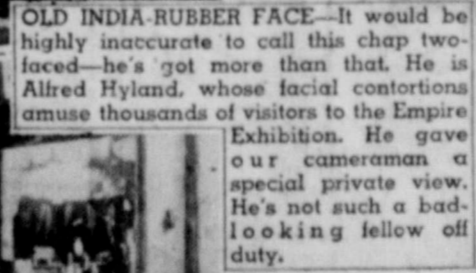 OLD INDIA-RUBBER FACE—It would be
highly inaccurate to call this chap two-
faced—he's got more than that. He is
Alfred Hyland, whose facial contortions
amuse thousands of visitors to the Empire
Exhibition. He gave
our cameraman a
special private view.
He's not such a bad-
looking fellow off
duty.